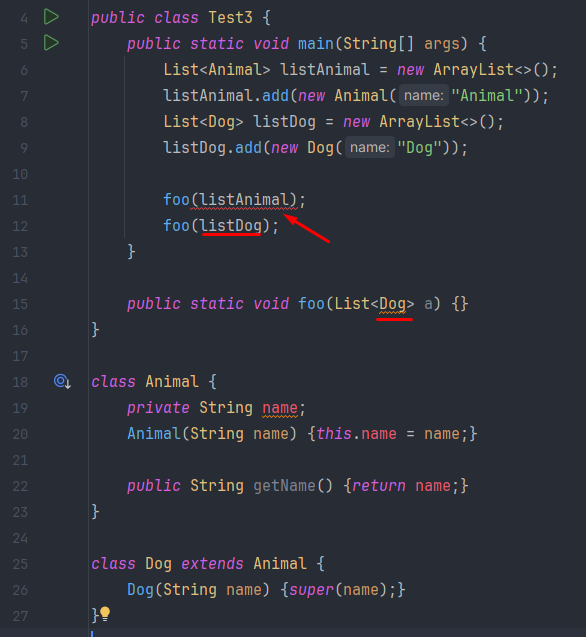 4 public class Test3 {
5 public static void main(String[] args) {
6 List<Animal> listAnimal = new ArrayList<>();
7 listAnimal.add(new Animal( name: "Animal"));
8 List<Dog> listDog = new ArrayList<>();
9 listDog.add(new Dog( name: "Dog"));
10
11 foo(listAnimal);
12 foo(listDog);
13 }
14
15 public static void foo(List<Dog> a) {}
16 }
17
18 class Animal {
19 private String name;
20 Animal(String name) {this.name = name;}
21
22 public String getName() {return name;}
23 }
24
25 class Dog extends Animal {
26 Dog(String name) {super(name);}
27 }